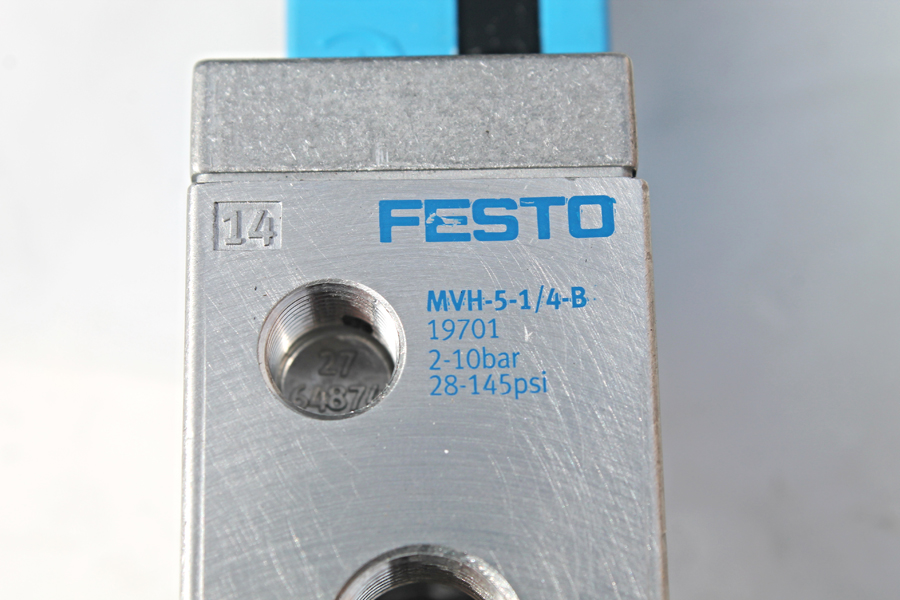 14
FESTO
MVH-5-1/4-B
19701
2-10bar
28-145psi
27
64874